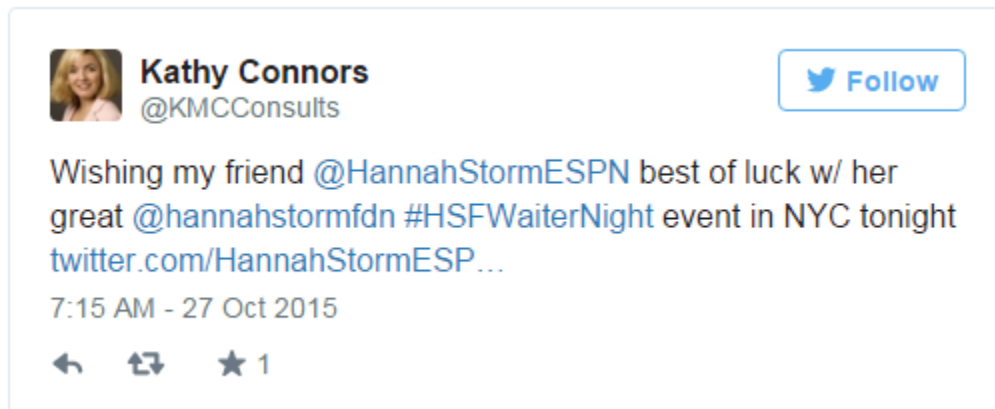 Kathy Connors
Follow
@KMCConsults
Wishing my friend @HannahStormESPN best of luck w/ her
great @hannahstormfdn #HSFWaiterNight event in NYC tonight
twitter.com/HannahStormESP...
7:15 AM - 27 Oct 2015
1